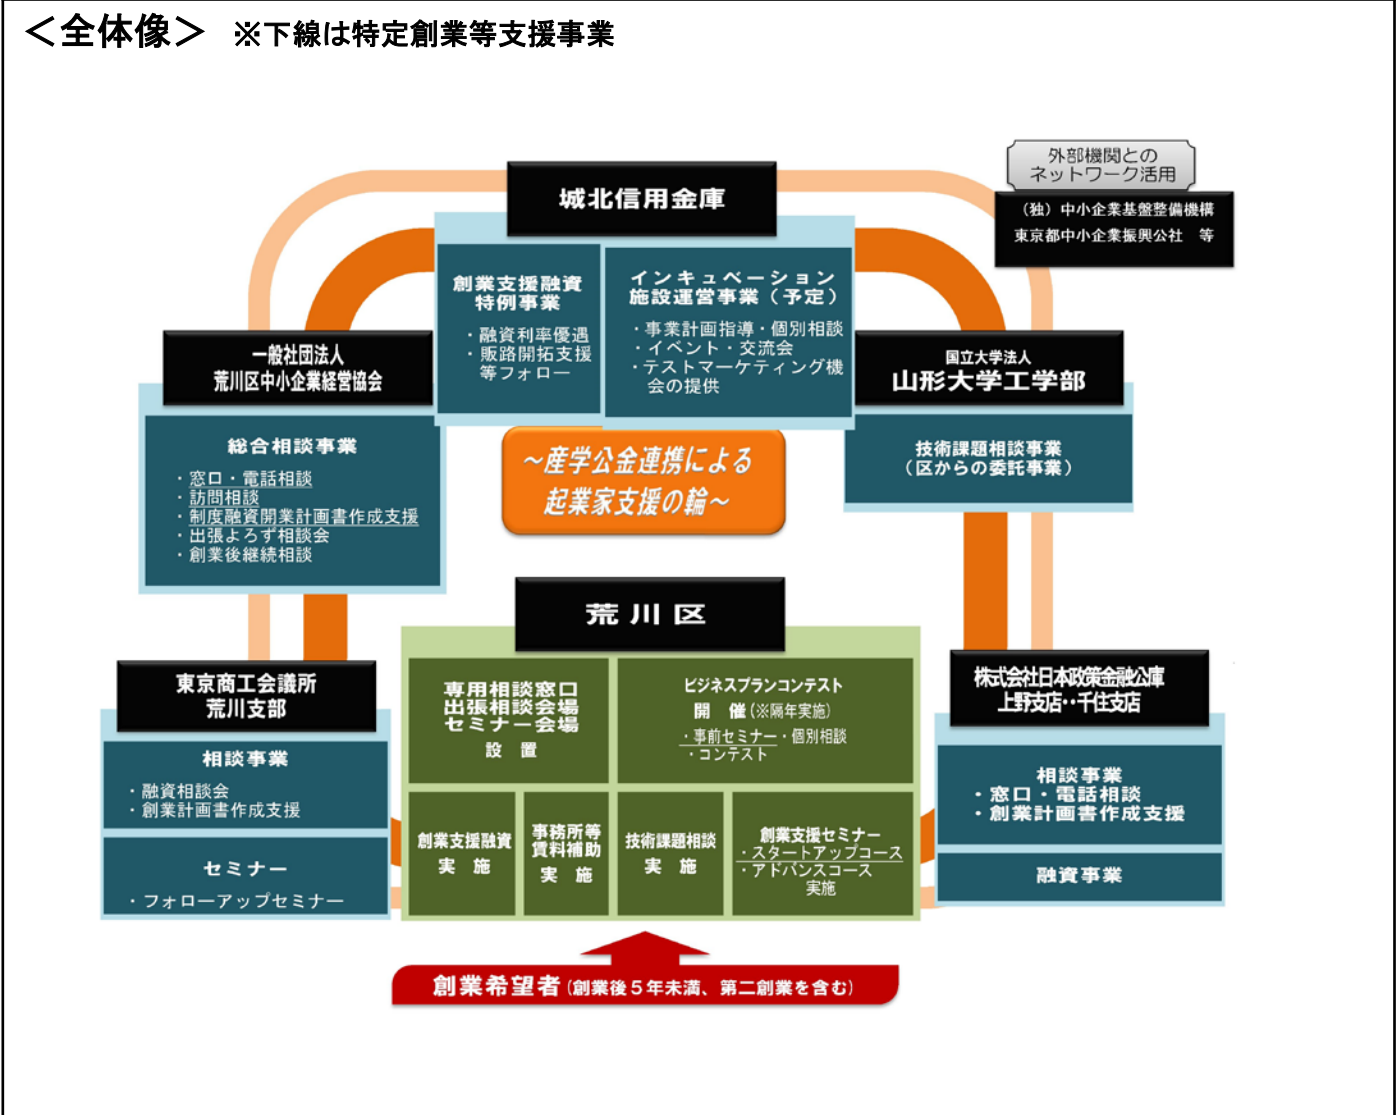 ＜全体像＞ ※下線は特定創業等支援事業
外部機関との
ネットワーク活用
（独）中小企業基盤整備機構
東京都中小企業振興公社 等
城北信用金庫
創業支援融資
特例事業
・融資利率優遇
・販路開拓支援
等フォロー
インキュベーション
施設運営事業（予定）
・事業計画指導・個別相談
・イベント・交流会
・テストマーケティング機
会の提供
一般社団法人
荒川区中小企業経営協会
総合相談事業
・窓口・電話相談
・訪問相談
・制度融資開業計画書作成支援
・出張よろず相談会
・創業後継続相談
国立大学法人
山形大学工学部
技術課題相談事業
（区からの委託事業）
～産学公金連携による
起業家支援の輪～
荒川区
専用相談窓口
出張相談会場
セミナー会場
設 置
ビジネスプランコンテスト
開 催（※隔年実施）
・事前セミナー・個別相談
・コンテスト
創業支援融資
実 施
事務所等
賃料補助
実 施
技術課題相談
実 施
創業支援セミナー
・スタートアップコース
・アドバンスコース
実施
東京商工会議所
荒川支部
相談事業
・融資相談会
・創業計画書作成支援
セミナー
・フォローアップセミナー
株式会社日本政策金融公庫
上野支店・・千住支店
相談事業
・窓口・電話相談
・創業計画書作成支援
融資事業
創業希望者（創業後５年未満、第二創業を含む）